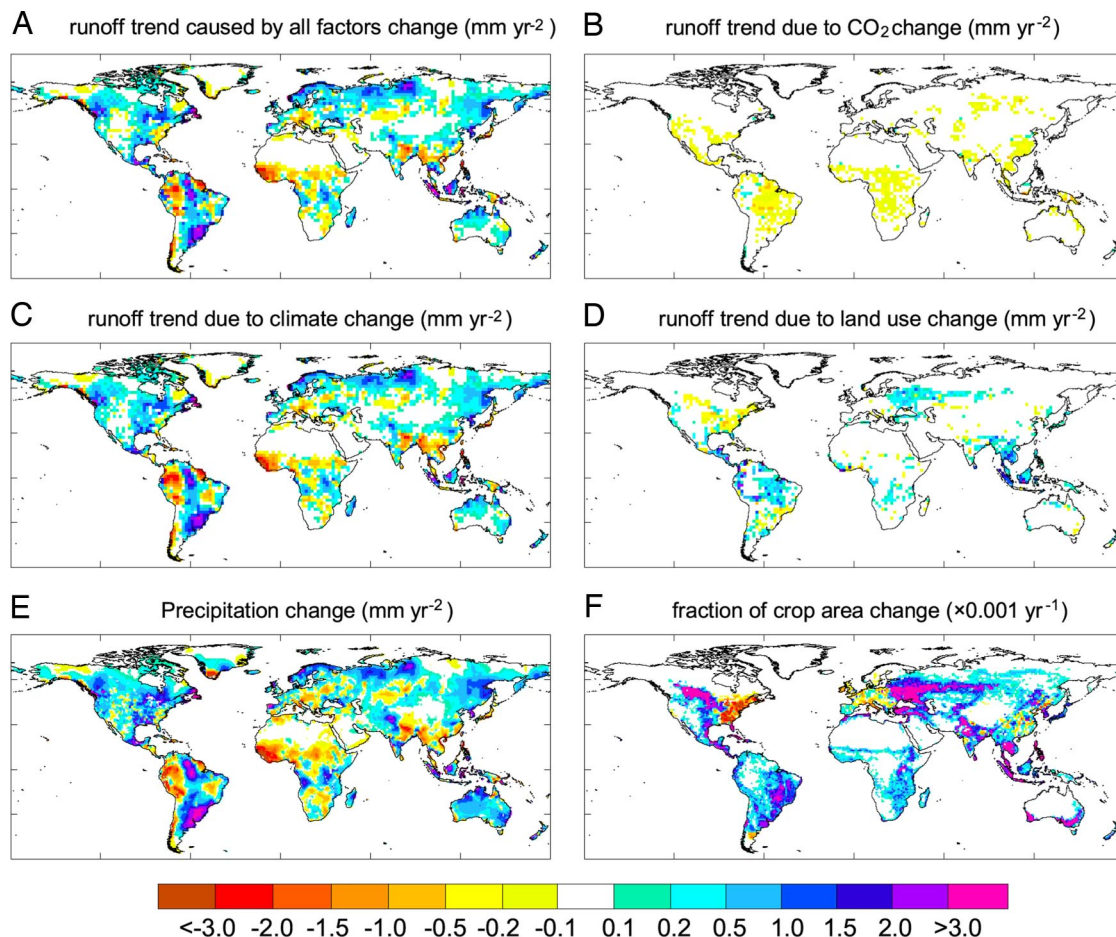 A runoff trend caused by all factors change (mm yr-2 )
B runoff trend due to CO2 change (mm yr-2)
C runoff trend due to climate change (mm yr-2)
D runoff trend due to land use change (mm yr-2)
E Precipitation change (mm yr-2 )
F fraction of crop area change (×0.001 yr-1)
<-3.0 -2.0 -1.5 -1.0 -0.5 -0.2 -0.1 0.1 0.2 0.5 1.0 1.5 2.0 >3.0